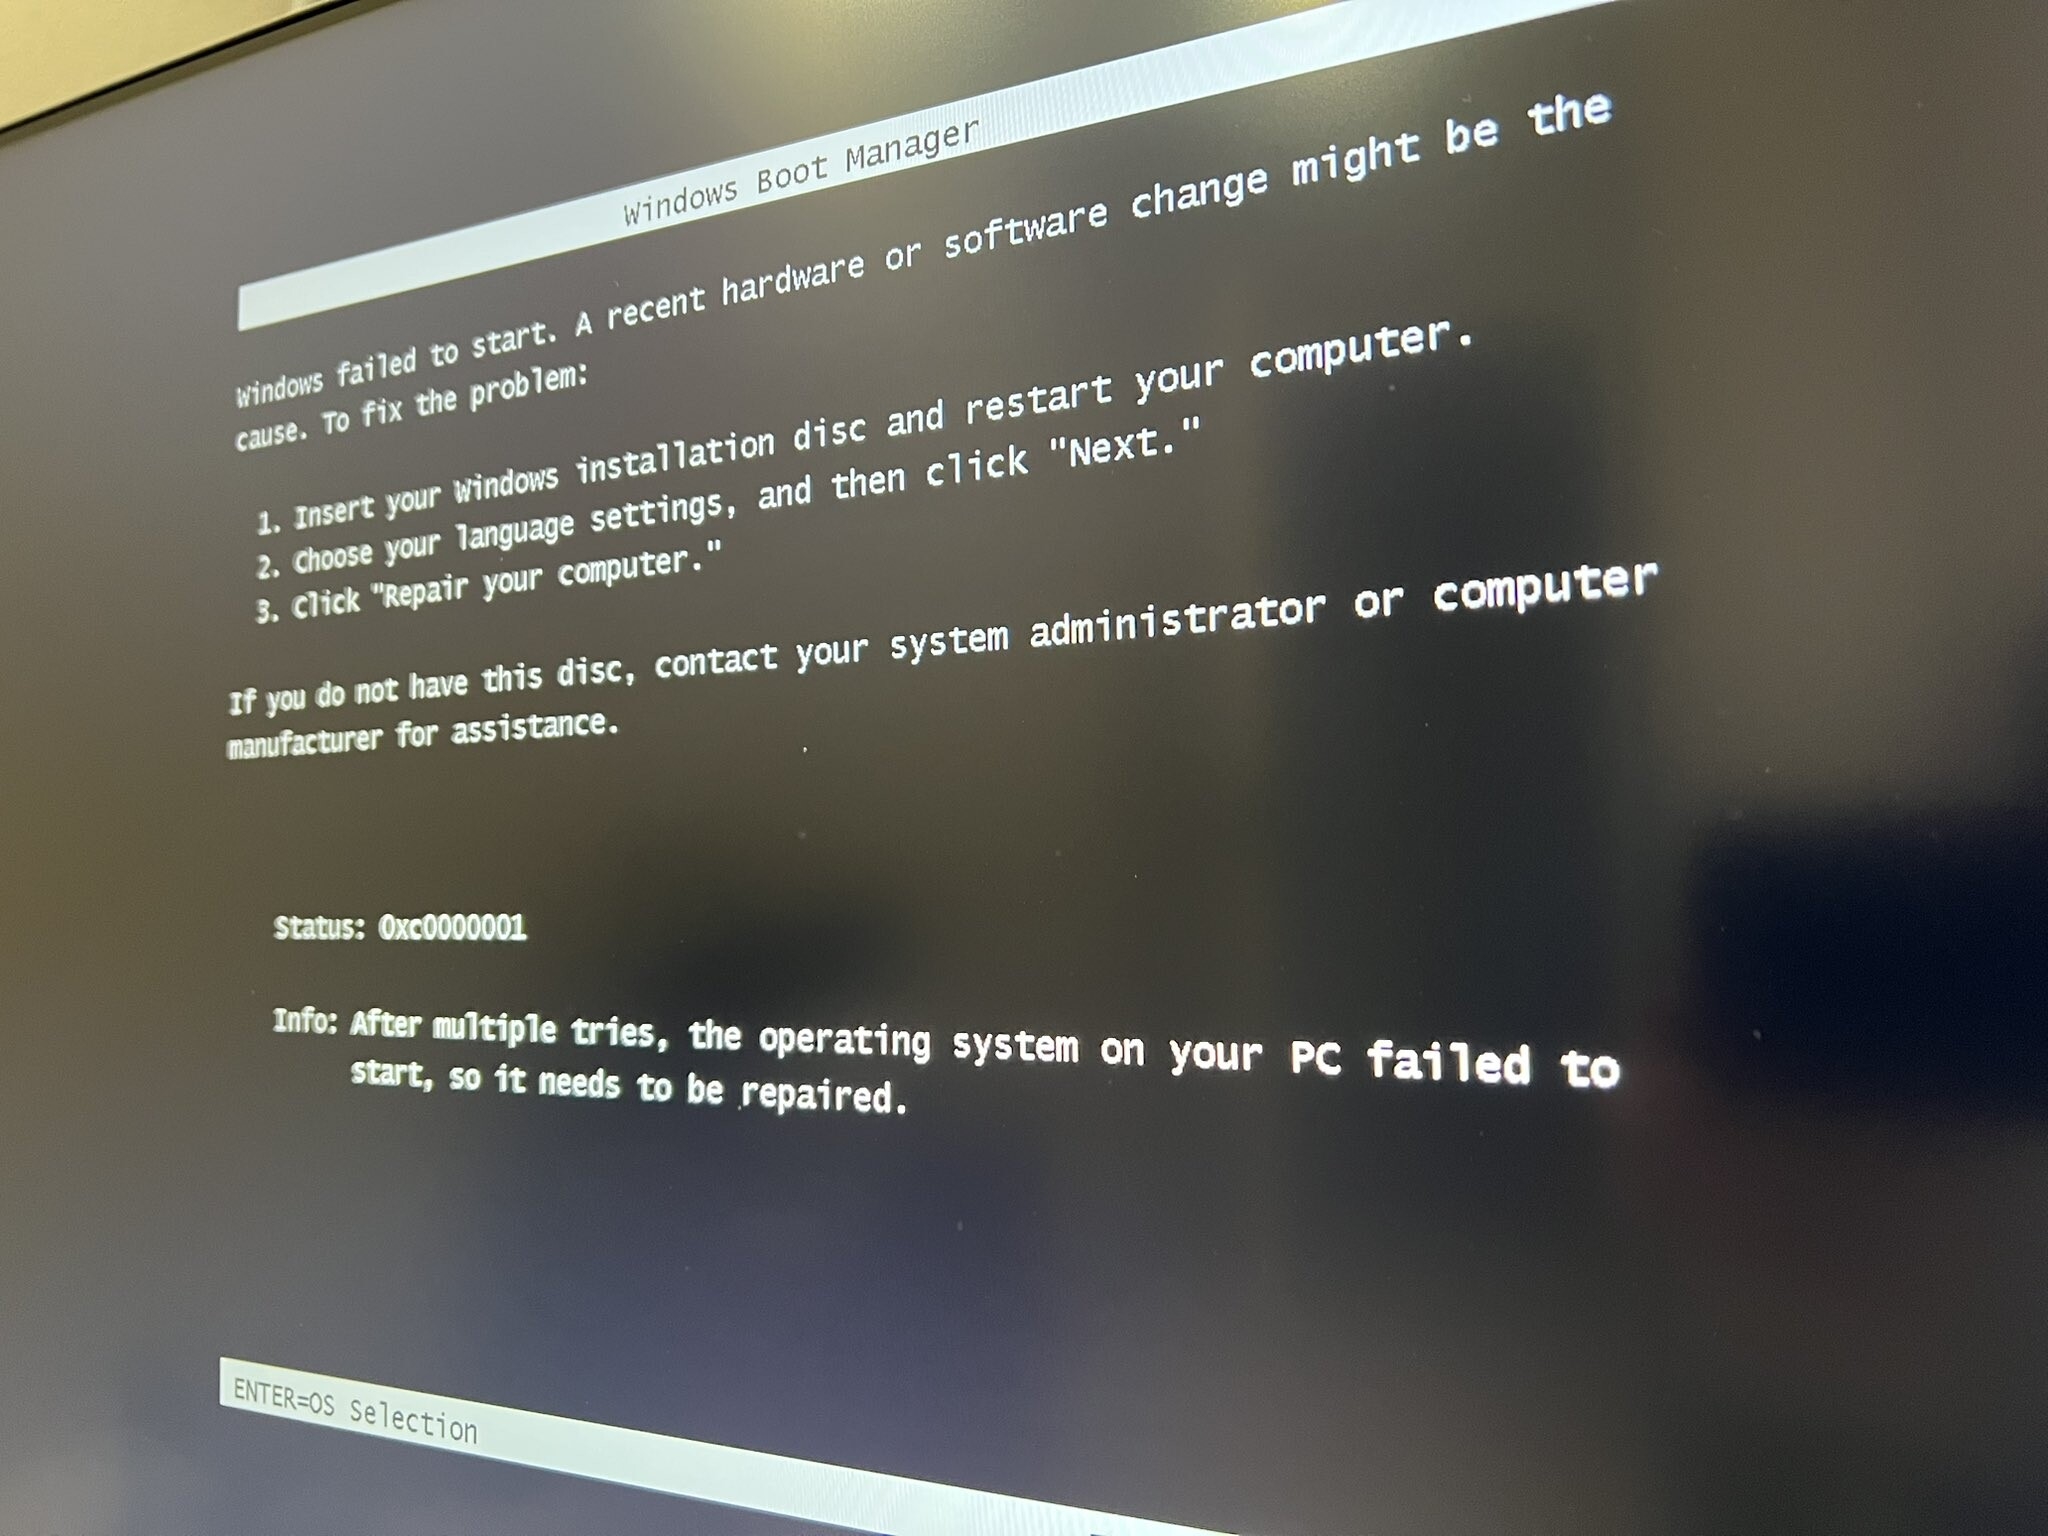 Windows Boot Manager
Windows failed to start. A recent hardware or software change might be the
cause. To fix the problem:
1. Insert your Windows installation disc and restart your computer.
2. Choose your language settings, and then click "Next."
3. Click "Repair your computer."
If you do not have this disc, contact your system administrator or computer
manufacturer for assistance.
Status: 0xc0000001
Info: After multiple tries, the operating system on your PC failed to
start, so it needs to be repaired.
ENTER=OS Selection